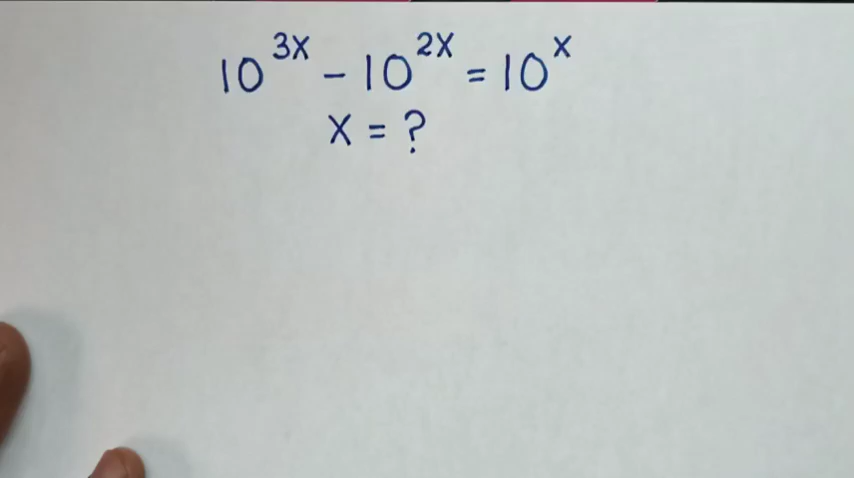 10^{3X} - 10^{2X} = 10^{X}
X = ?